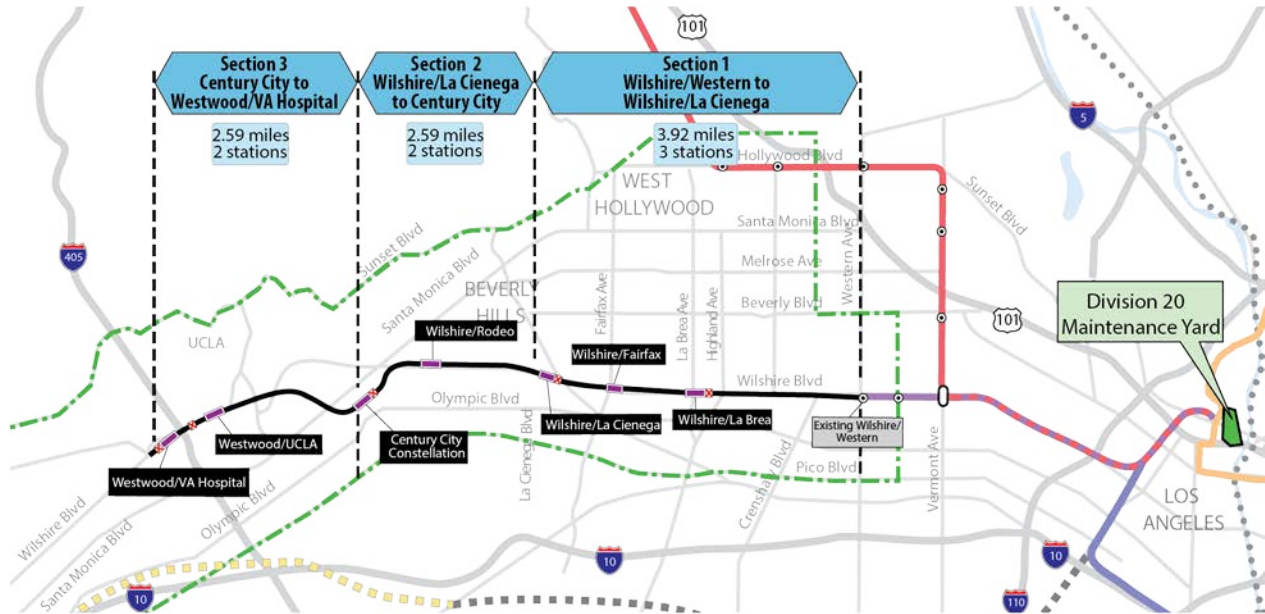 Section 3
Century City to
Westwood/VA Hospital
2.59 miles
2 stations
Section 2
Wilshire/La Cienega
to Century City
2.59 miles
2 stations
Section 1
Wilshire/Western to
Wilshire/La Cienega
3.92 miles
3 stations
101
5
Hollywood Blvd
WEST
HOLLYWOOD
Sunset Blvd
Santa Monica Blvd
Sunset Blvd
Santa Monica Blvd
405
Melrose Ave
Western Ave
BEVERLY
HILLS
Beverly Blvd
Fairfax Ave
La Brea Ave
Highland Ave
101
Division 20
Maintenance Yard
UCLA
Wilshire/Rodeo
Wilshire/Fairfax
Wilshire Blvd
Olympic Blvd
Westwood/UCLA
Century City
Constellation
Wilshire/La Cienega
Wilshire/La Brea
Existing Wilshire/
Western
Westwood/VA Hospital
La Cienega Blvd
Crenshaw Blvd
Pico Blvd
Vermont Ave
LOS
ANGELES
Wilshire Blvd
Santa Monica Blvd
Olympic Blvd
10
10
10
110